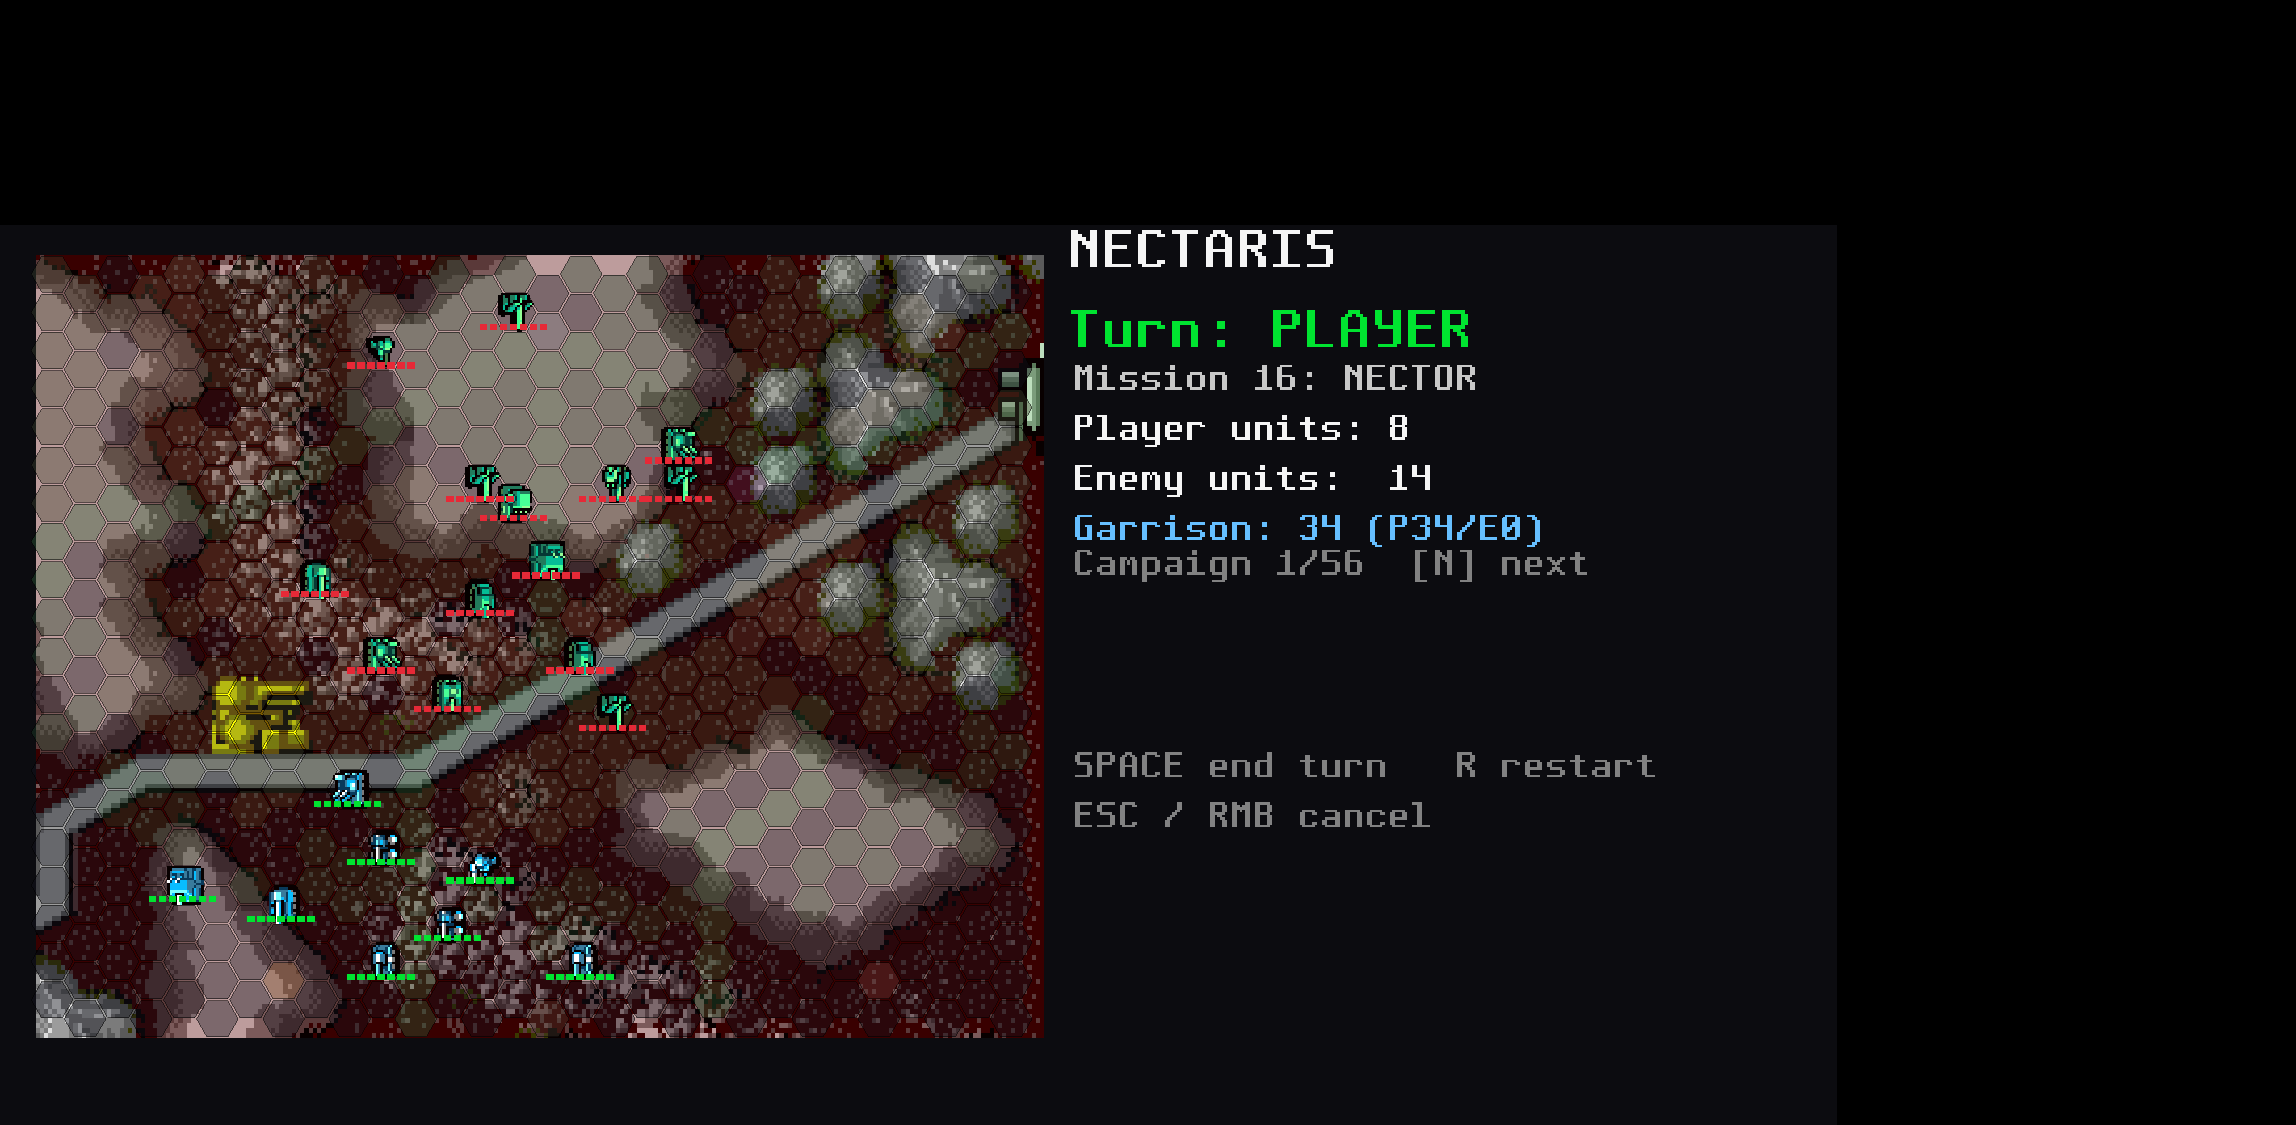 NECTARIS
Turn: PLAYER
Mission 16: NECTOR
Player units: 8
Enemy units: 14
Garrison: 34 (P34/E0)
Campaign 1/56 [N] next
SPACE end turn R restart
ESC / RMB cancel